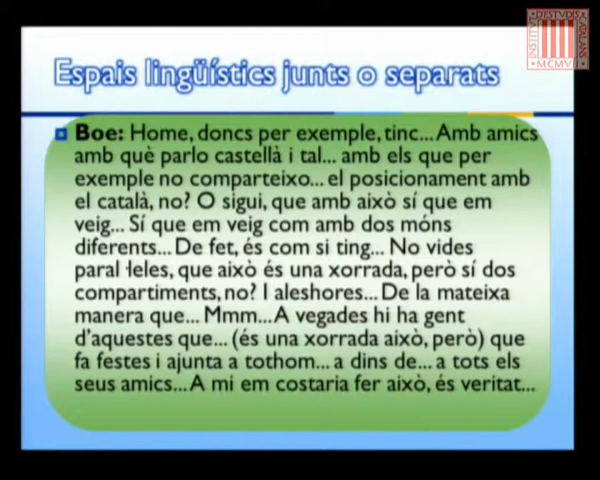 INSTITVT D'ESTVDIS CATALANS
MCMVII
Espais lingüístics junts o separats
Boe: Home, doncs per exemple, tinc... Amb amics
amb què parlo castellà i tal... amb els que per
exemple no comparteixo... el posicionament amb
el català, no? O sigui, que amb això sí que em
veig... Sí que em veig com amb dos móns
diferents... De fet, és com si ting... No vides
paral·leles, que això és una xorrada, però sí dos
compartiments, no? I aleshores... De la mateixa
manera que... Mmm... A vegades hi ha gent
d'aquestes que... (és una xorrada això, però) que
fa festes i ajunta a tothom... a dins de... a tots els
seus amics... A mi em costaria fer això, és veritat...